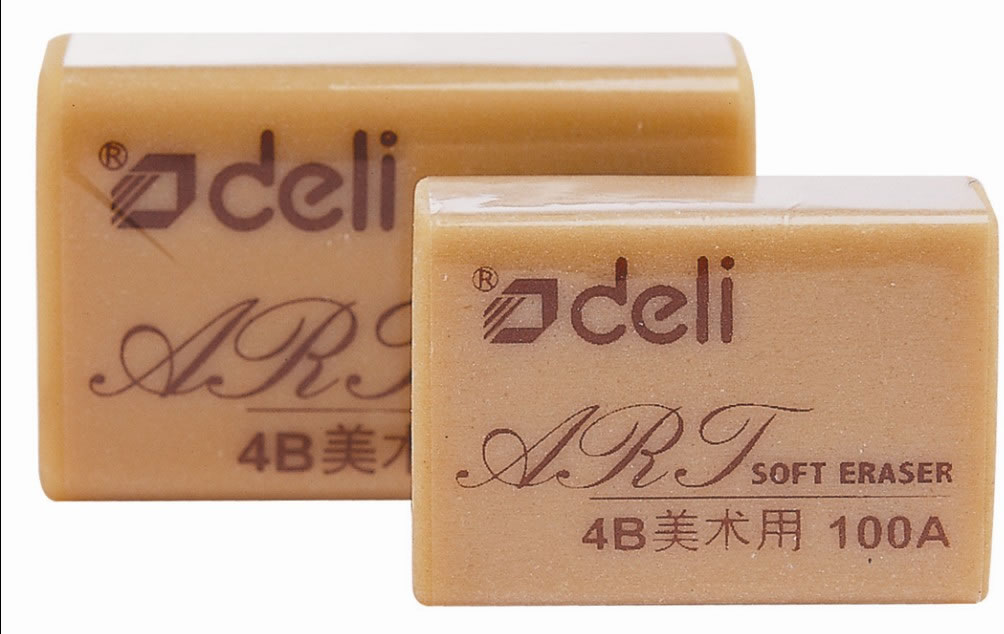 ® deli
ART
4B美术
® deli
ART SOFT ERASER
4B美术用 100A